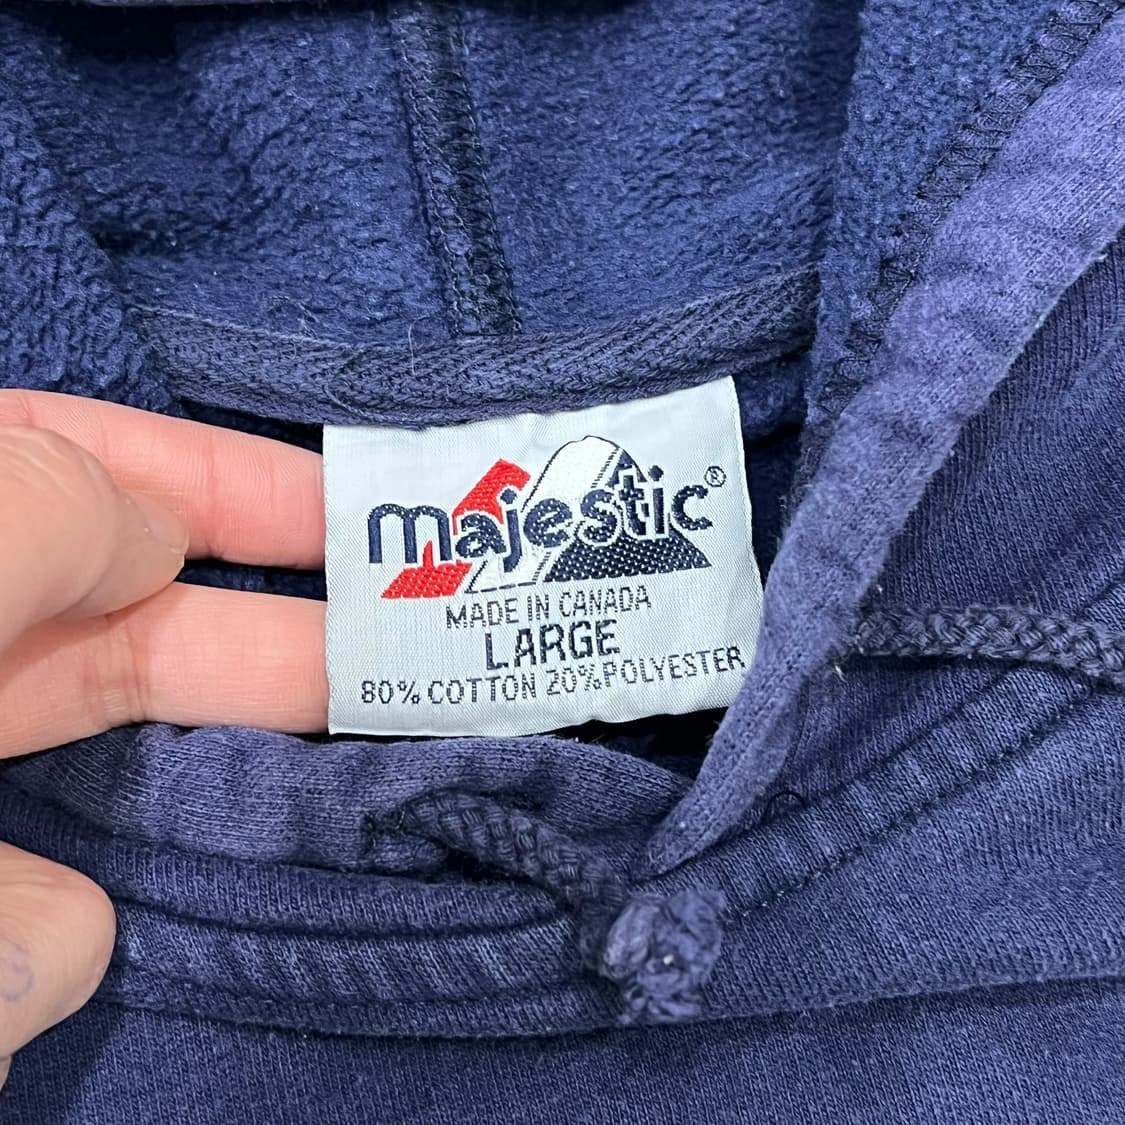 majestic®
MADE IN CANADA
LARGE
80% COTTON 20% POLYESTER